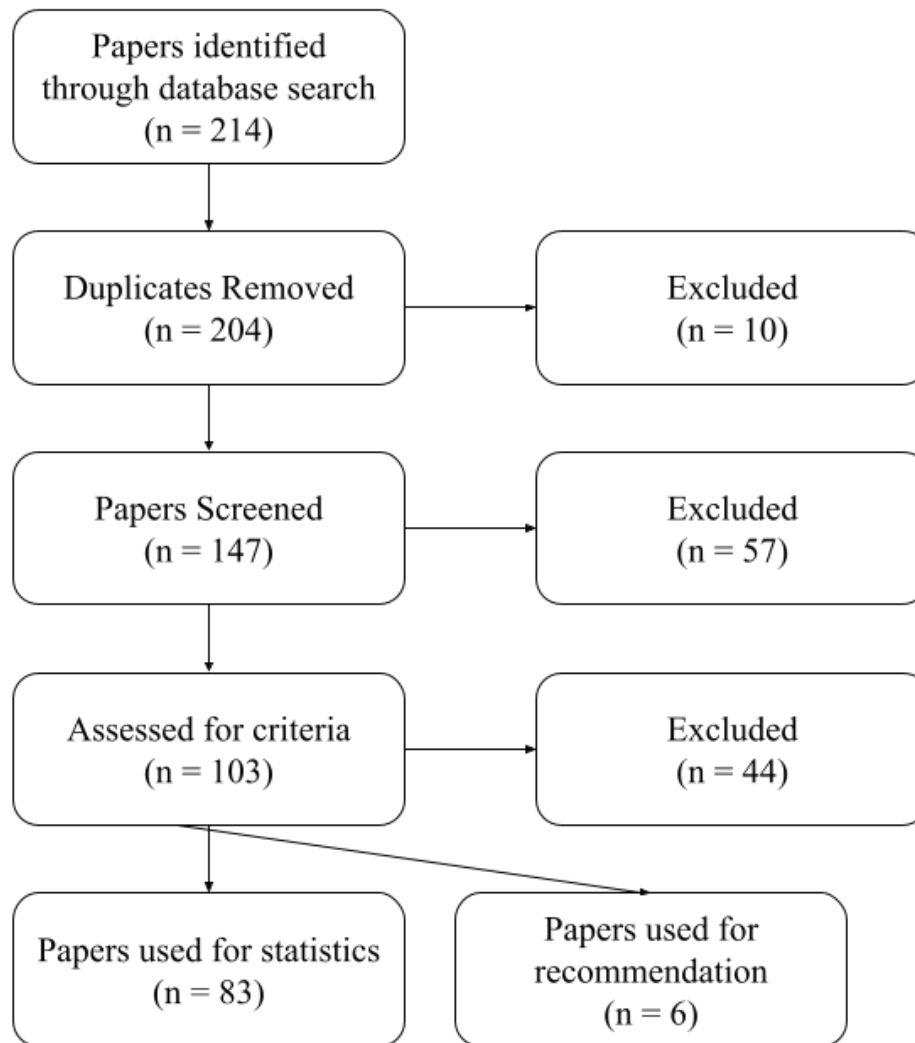 Papers identified
through database search
(n = 214)
Duplicates Removed
(n = 204)
Excluded
(n = 10)
Papers Screened
(n = 147)
Excluded
(n = 57)
Assessed for criteria
(n = 103)
Excluded
(n = 44)
Papers used for statistics
(n = 83)
Papers used for
recommendation
(n = 6)